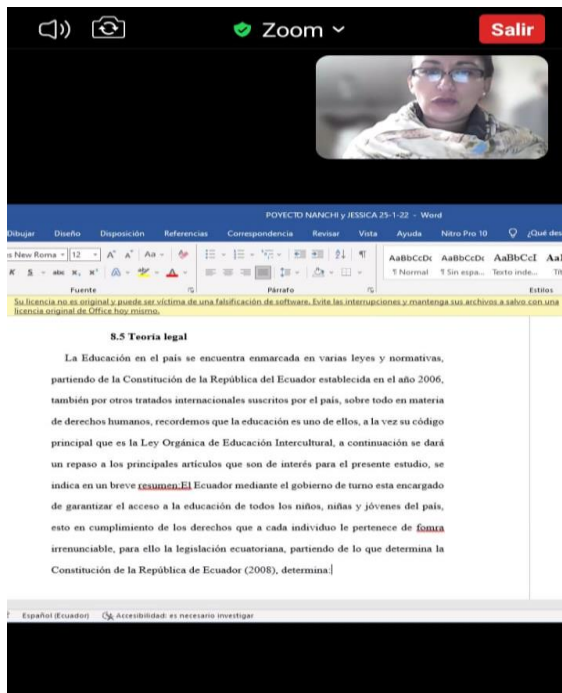 Zoom
Salir
POYECTO NANCHI y JESSICA 25-1-22 - Word
Dibujar Diseño Disposición Referencias Correspondencia Revisar Vista Ayuda Nitro Pro 10 ¿Qué des
s New Roma 12 A A Aa
K S abc x, x' A A
AaBbCcDc AaBbCcDc AaBbCcI AaI
¶ Normal ¶ Sin espa... Texto inde... Tít
Fuente Párrafo Estilos
Su licencia no es original y puede ser víctima de una falsificación de software. Evite las interrupciones y mantenga sus archivos a salvo con una
licencia original de Office hoy mismo.
8.5 Teoría legal
La Educación en el país se encuentra enmarcada en varias leyes y normativas,
partiendo de la Constitución de la República del Ecuador establecida en el año 2006,
también por otros tratados internacionales suscritos por el país, sobre todo en materia
de derechos humanos, recordemos que la educación es uno de ellos, a la vez su código
principal que es la Ley Orgánica de Educación Intercultural, a continuación se dará
un repaso a los principales artículos que son de interés para el presente estudio, se
indica en un breve resumen;El Ecuador mediante el gobierno de turno esta encargado
de garantizar el acceso a la educación de todos los niños, niñas y jóvenes del país,
esto en cumplimiento de los derechos que a cada individuo le pertenece de fomra
irrenunciable, para ello la legislación ecuatoriana, partiendo de lo que determina la
Constitución de la República de Ecuador (2008), determina:
Español (Ecuador) Accesibilidad: es necesario investigar